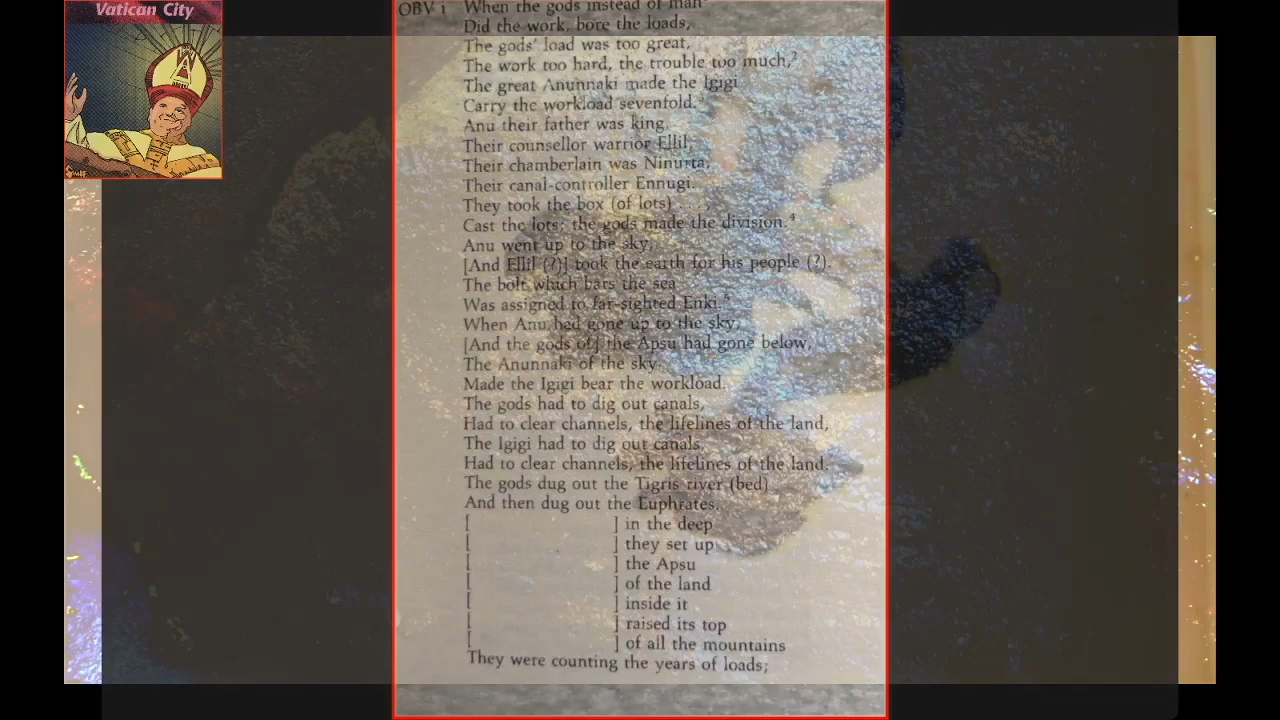 Vatican City
OBV i When the gods instead of man¹
Did the work, bore the loads,
The gods' load was too great,
The work too hard, the trouble too much,²
The great Anunnaki made the Igigi
Carry the workload sevenfold.³
Anu their father was king,
Their counsellor warrior Ellil,
Their chamberlain was Ninurta,
Their canal-controller Ennugi.
They took the box (of lots) . . . ,
Cast the lots; the gods made the division.⁴
Anu went up to the sky,
[And Ellil (?)] took the earth for his people (?).
The bolt which bars the sea
Was assigned to far-sighted Enki.⁵
When Anu had gone up to the sky,
[And the gods of] the Apsu had gone below,
The Anunnaki of the sky
Made the Igigi bear the workload.
The gods had to dig out canals,
Had to clear channels, the lifelines of the land,
The Igigi had to dig out canals,
Had to clear channels, the lifelines of the land.
The gods dug out the Tigris river (bed)
And then dug out the Euphrates.
[ ] in the deep
[ ] they set up
[ ] the Apsu
[ ] of the land
[ ] inside it
[ ] raised its top
[ ] of all the mountains
They were counting the years of loads;